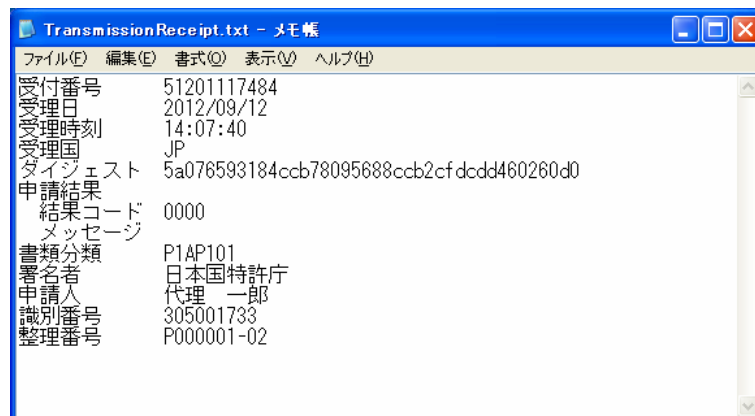 TransmissionReceipt.txt - メモ帳
ファイル(F) 編集(E) 書式(O) 表示(V) ヘルプ(H)
受付番号 51201117484
受理日 2012/09/12
受理時刻 14:07:40
受理国 JP
ダイジェスト 5a076593184ccb78095688ccb2cfdcdd460260d0
申請結果
結果コード 0000
メッセージ
書類分類 P1AP101
署名者 日本国特許庁
申請人 代理 一郎
識別番号 305001733
整理番号 P000001-02